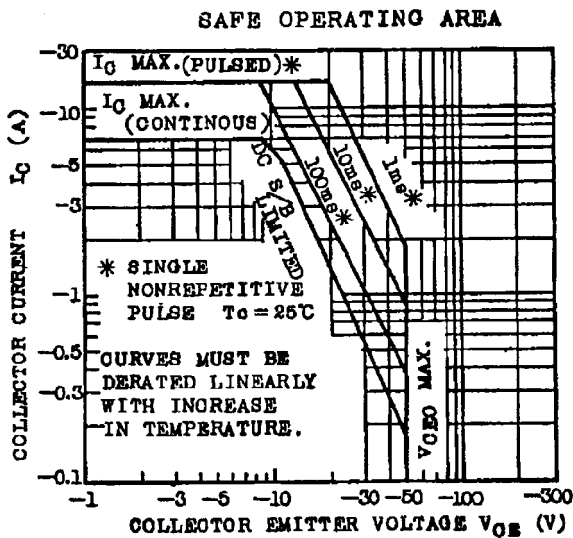 SAFE OPERATING AREA
-30
IC MAX.(PULSED)*
IC MAX.
(CONTINOUS)
-10
-5
-3
-1
-0.5
-0.3
-0.1
COLLECTOR CURRENT IC (A)
DC S/B
LIMITED
100ms*
10ms*
1ms*
* SINGLE
NONREPETITIVE
PULSE Tc=25℃
CURVES MUST BE
DERATED LINEARLY
WITH INCREASE
IN TEMPERATURE.
VCEO MAX.
-1 -3 -5 -10 -30 -50 -100 -300
COLLECTOR EMITTER VOLTAGE VCE (V)